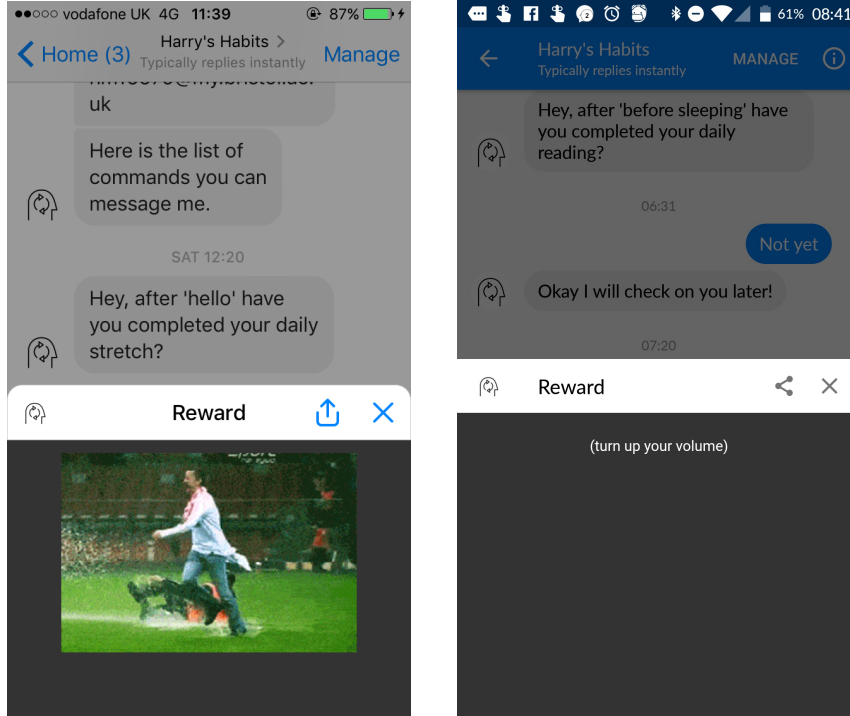 vodafone UK 4G 11:39 87%
Home (3)
Harry's Habits
Typically replies instantly
Manage
uk
Here is the list of
commands you can
message me.
SAT 12:20
Hey, after 'hello' have
you completed your daily
stretch?
Reward
2 61% 08:41
Harry's Habits
Typically replies instantly
MANAGE
Hey, after 'before sleeping' have
you completed your daily
reading?
06:31
Not yet
Okay I will check on you later!
07:20
Reward
(turn up your volume)